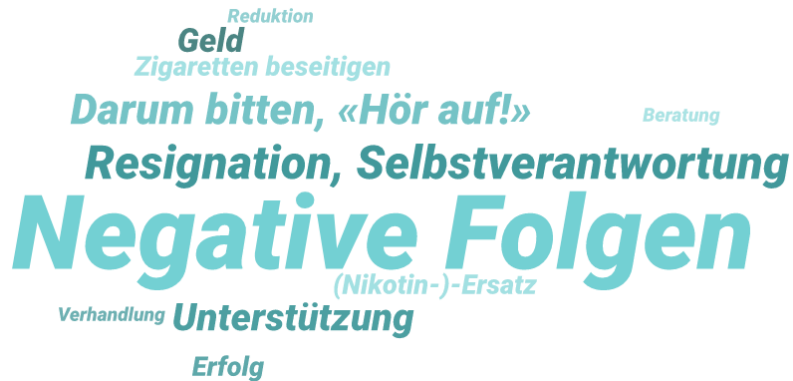 Reduktion
Geld
Zigaretten beseitigen
Darum bitten, «Hör auf!»
Beratung
Resignation, Selbstverantwortung
Negative Folgen
(Nikotin-)-Ersatz
Verhandlung
Unterstützung
Erfolg